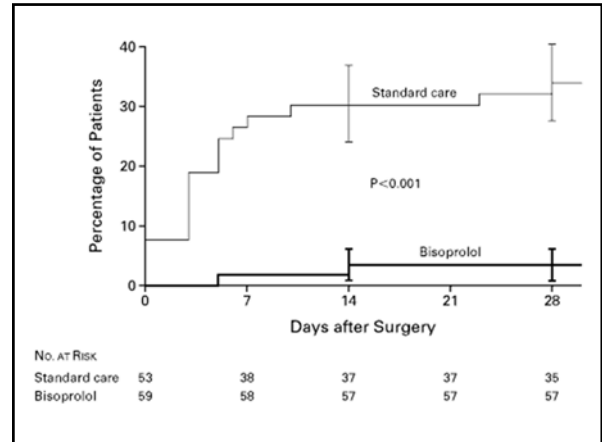 40
30
20
10
0
Percentage of Patients
Standard care
P<0.001
Bisoprolol
0 7 14 21 28
Days after Surgery
No. at Risk
Standard care 53 38 37 37 35
Bisoprolol 59 58 57 57 57